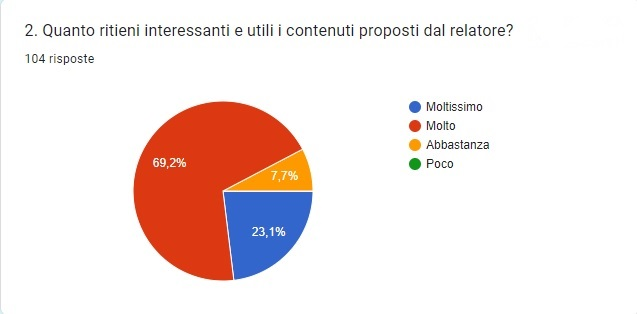 2. Quanto ritieni interessanti e utili i contenuti proposti dal relatore?
104 risposte
Moltissimo
Molto
Abbastanza
Poco
69,2%
7,7%
23,1%